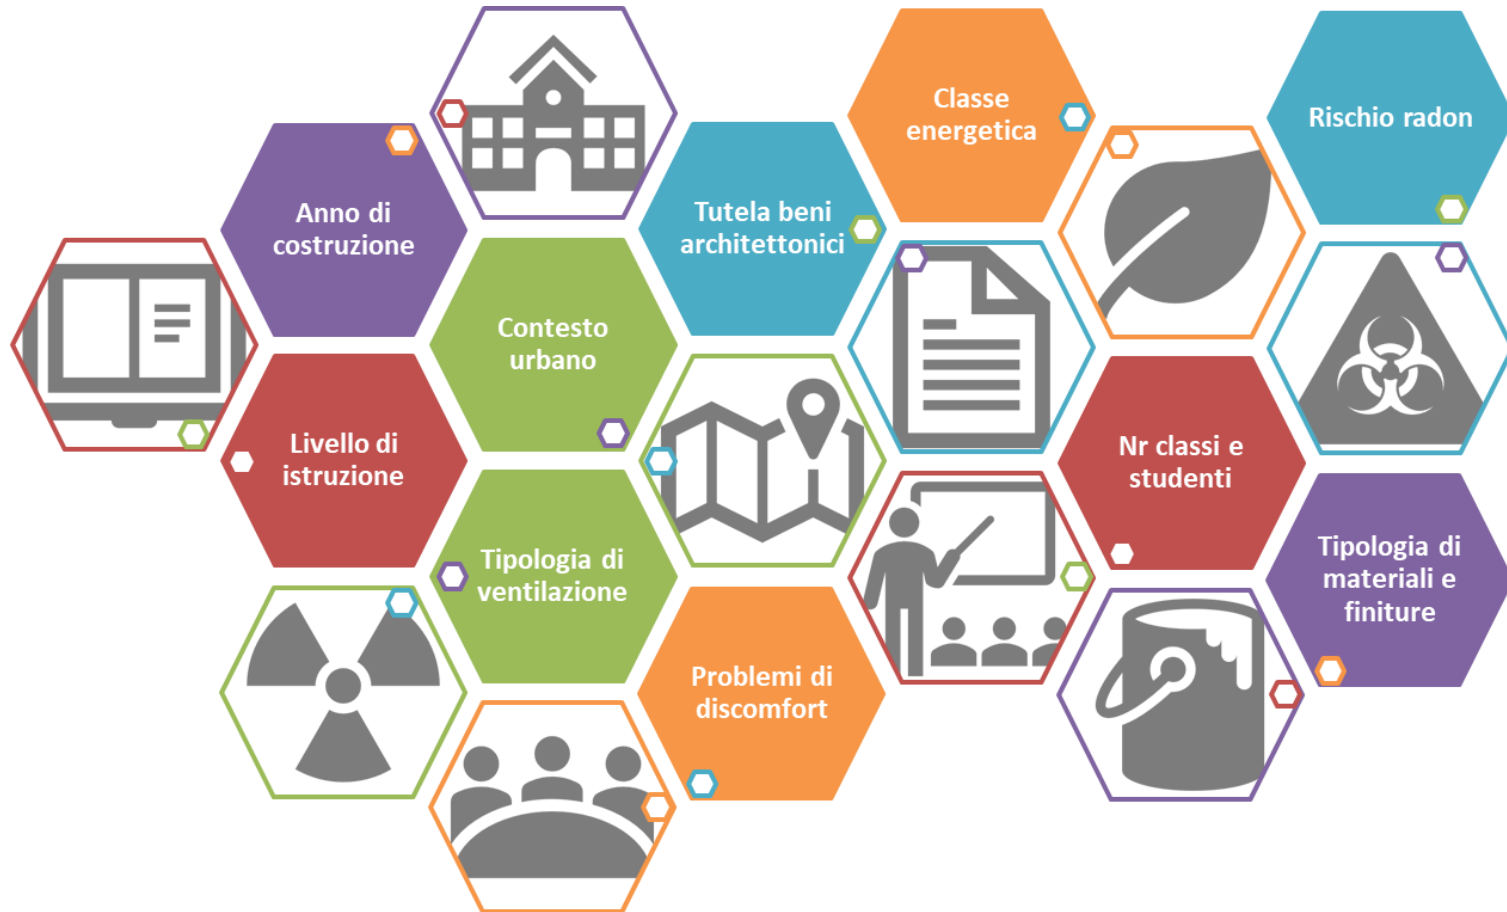 Classe
energetica
Rischio radon
Anno di
costruzione
Tutela beni
architettonici
Contesto
urbano
Livello di
istruzione
Nr classi e
studenti
Tipologia di
ventilazione
Tipologia di
materiali e
finiture
Problemi di
discomfort